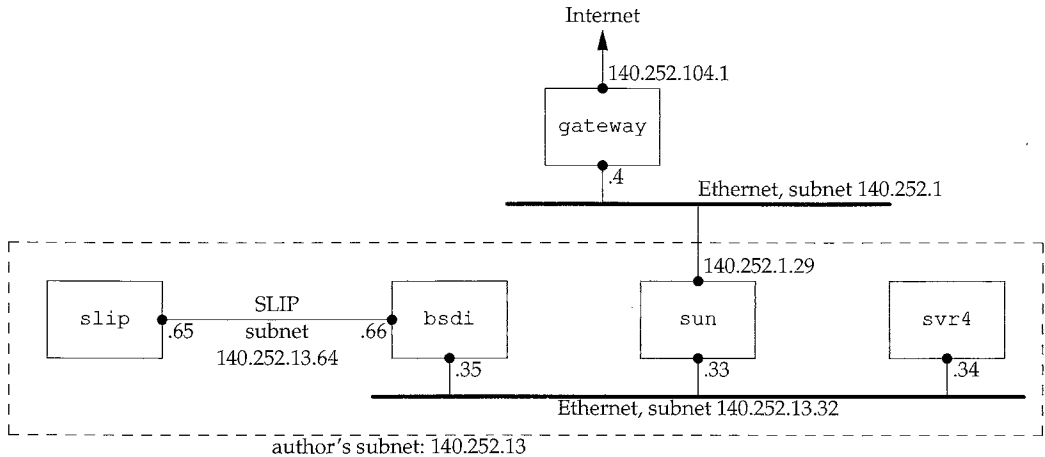 Internet
140.252.104.1
gateway
.4
Ethernet, subnet 140.252.1
140.252.1.29
slip
.65
SLIP
subnet
140.252.13.64
.66
bsdi
.35
sun
.33
svr4
.34
Ethernet, subnet 140.252.13.32
author's subnet: 140.252.13